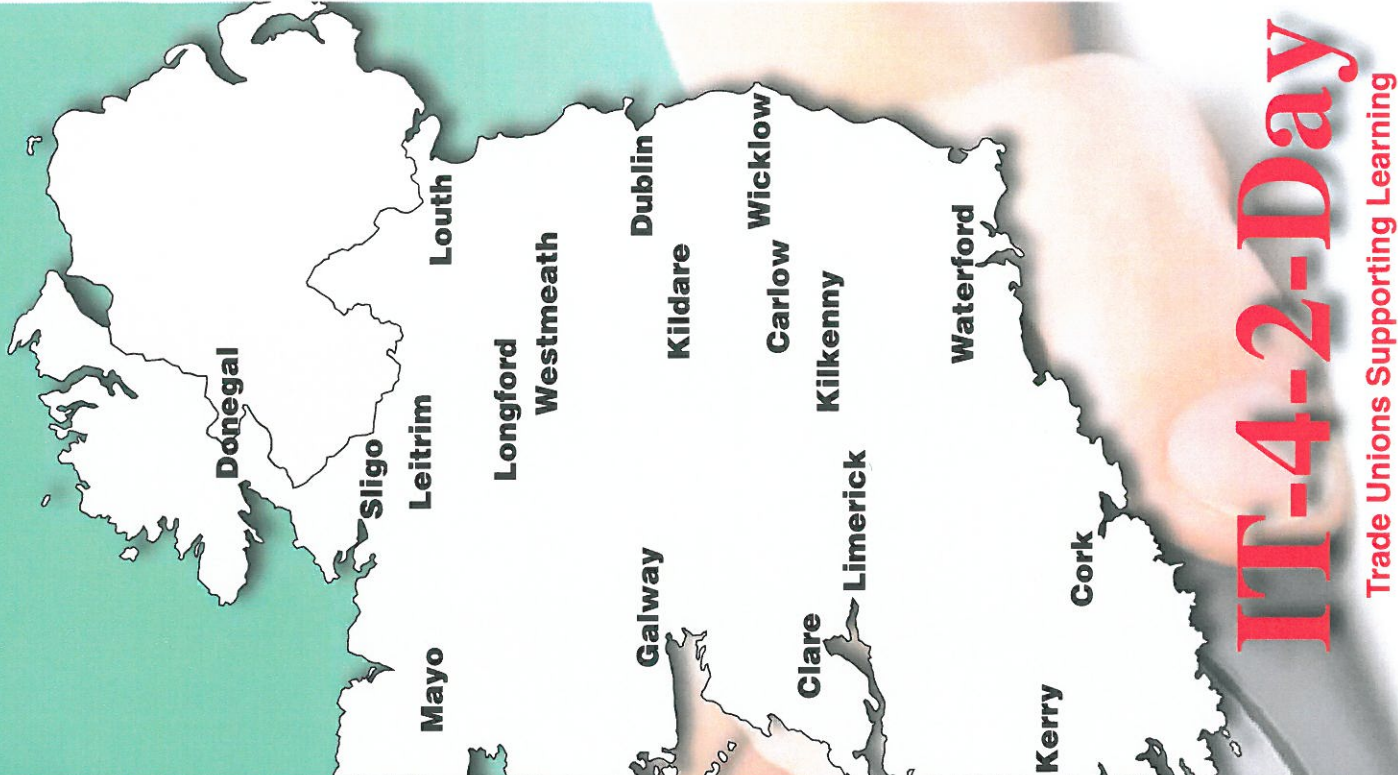 Donegal
Sligo
Leitrim
Mayo
Louth
Longford
Westmeath
Dublin
Galway
Kildare
Wicklow
Carlow
Clare
Kilkenny
Limerick
Waterford
Kerry
Cork
IT-4-2-Day
Trade Unions Supporting Learning